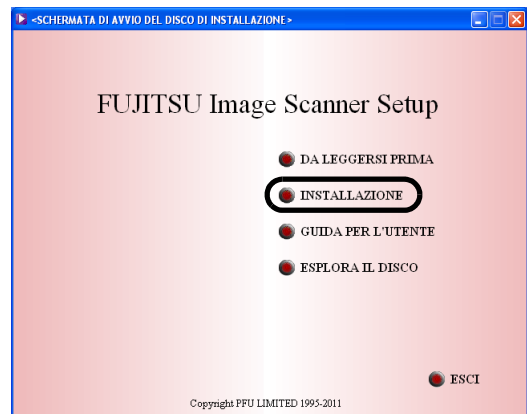 <SCHERMATA DI AVVIO DEL DISCO DI INSTALLAZIONE>
FUJITSU Image Scanner Setup
DA LEGGERSI PRIMA
INSTALLAZIONE
GUIDA PER L'UTENTE
ESPLORA IL DISCO
ESCI
Copyright PFU LIMITED 1995-2011